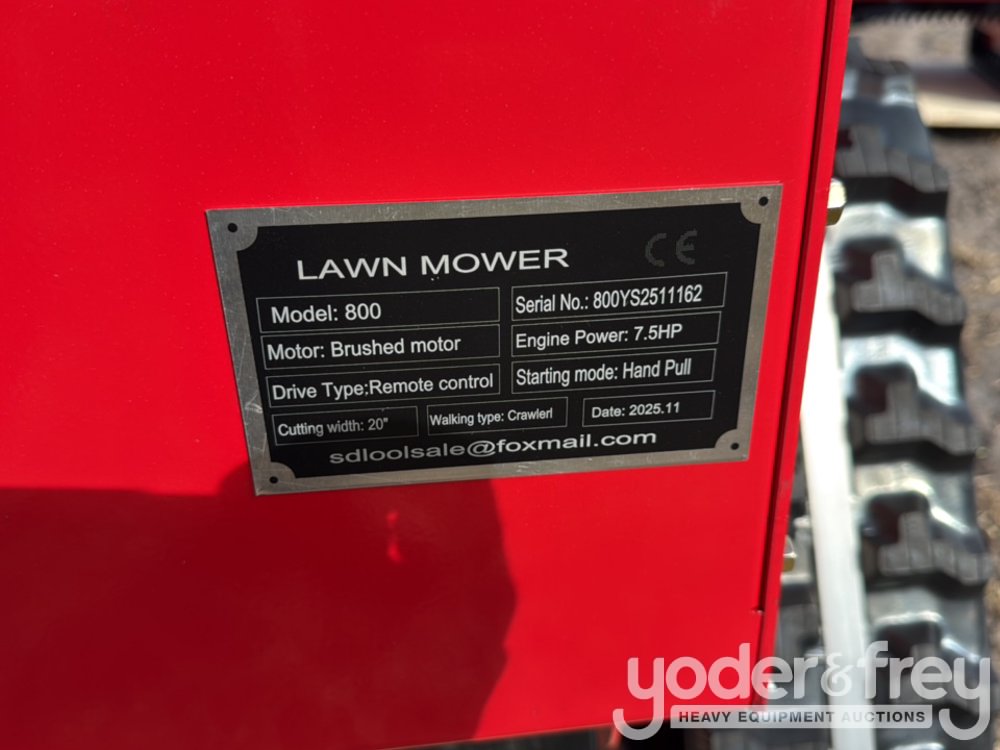 LAWN MOWER
CE
Model: 800
Serial No.: 800YS2511162
Motor: Brushed motor
Engine Power: 7.5HP
Drive Type:Remote control
Starting mode: Hand Pull
Cutting width: 20"
Walking type: Crawlerl
Date: 2025.11
sdloolsale@foxmail.com
yoder&frey
HEAVY EQUIPMENT AUCTIONS